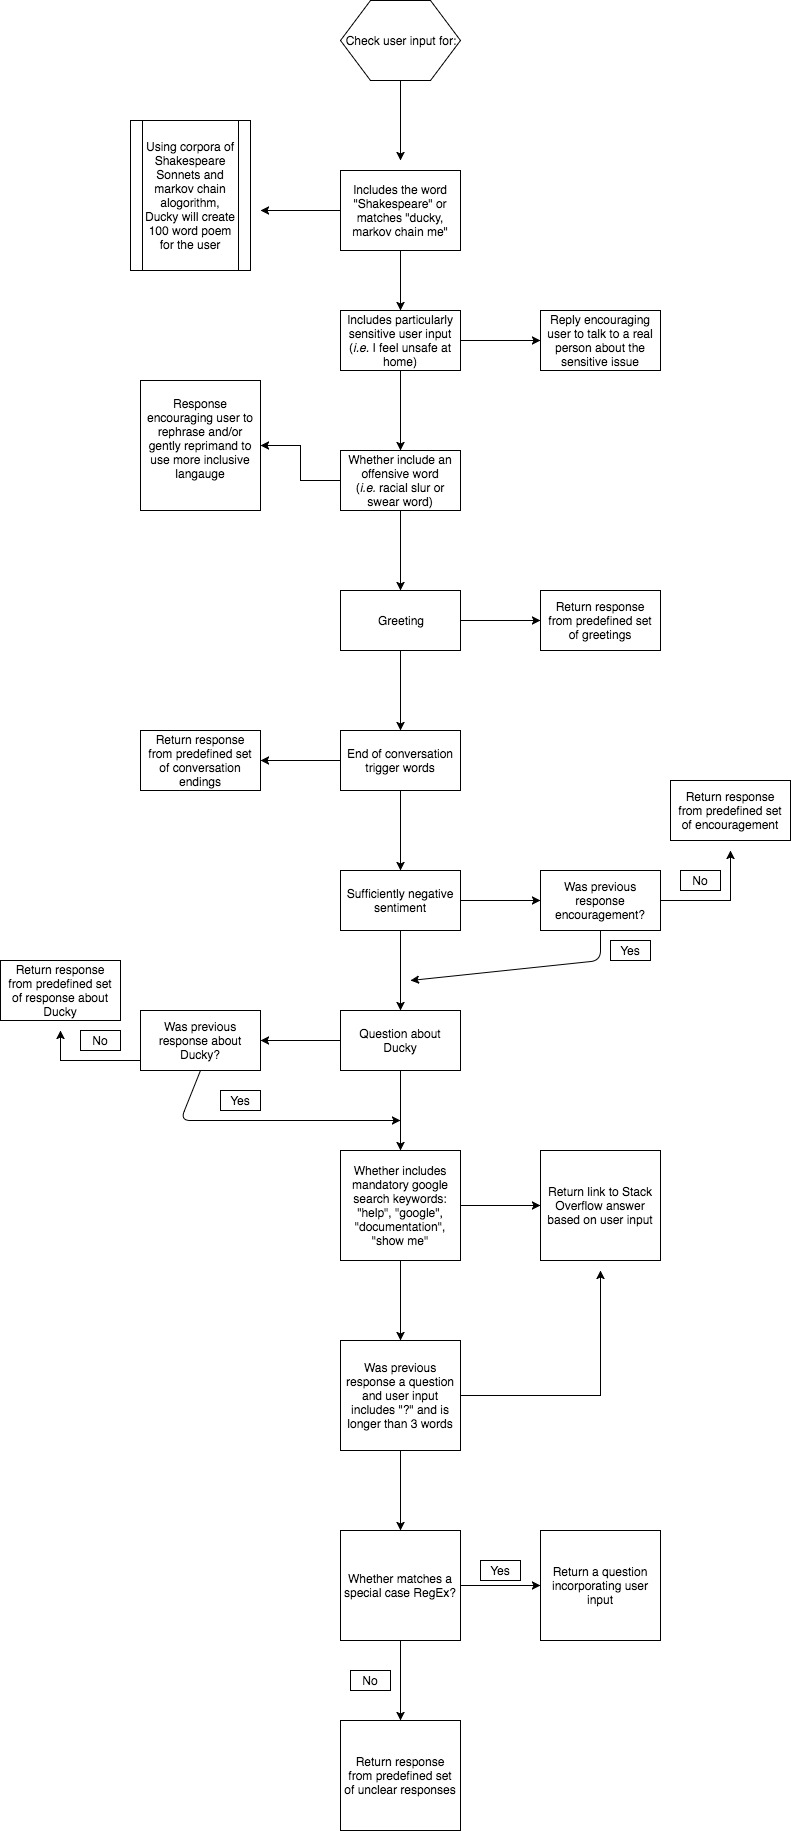 Check user input for:
Using corpora of
Shakespeare
Sonnets and
markov chain
alogorithm,
Ducky will create
100 word poem
for the user
Includes the word
"Shakespeare" or
matches "ducky,
markov chain me"
Includes particularly
sensitive user input
(i.e. I feel unsafe at
home)
Reply encouraging
user to talk to a real
person about the
sensitive issue
Response
encouraging user to
rephrase and/or
gently reprimand to
use more inclusive
langauge
Whether include an
offensive word
(i.e. racial slur or
swear word)
Greeting
Return response
from predefined set
of greetings
Return response
from predefined set
of conversation
endings
End of conversation
trigger words
Return response
from predefined set
of encouragement
Sufficiently negative
sentiment
Was previous
response
encouragement?
No
Yes
Return response
from predefined set
of response about
Ducky
No
Was previous
response about
Ducky?
Question about
Ducky
Yes
Whether includes
mandatory google
search keywords:
"help", "google",
"documentation",
"show me"
Return link to Stack
Overflow answer
based on user input
Was previous
response a question
and user input
includes "?" and is
longer than 3 words
Whether matches a
special case RegEx?
Yes
Return a question
incorporating user
input
No
Return response
from predefined set
of unclear responses